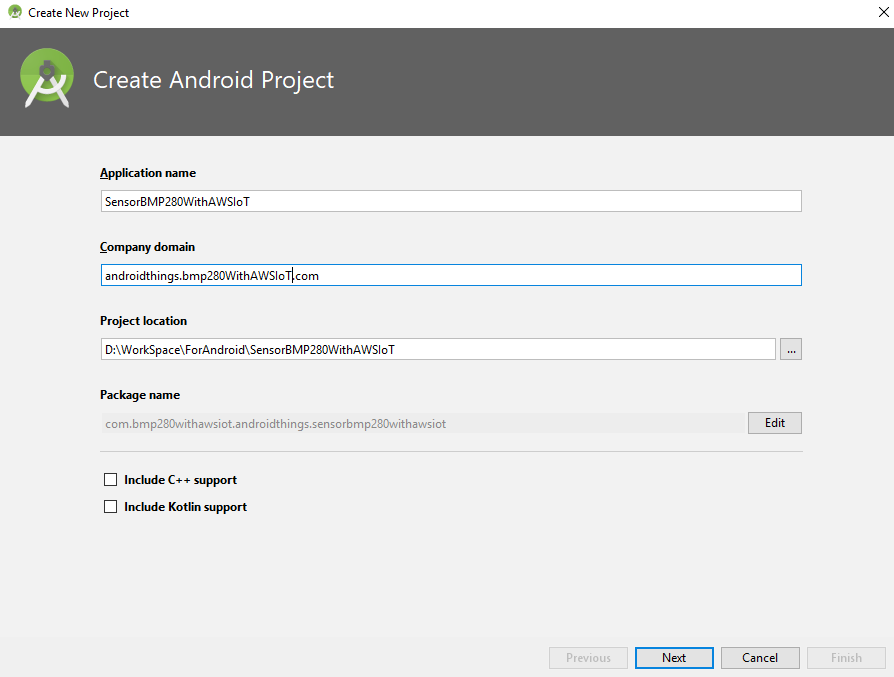 Create New Project
Create Android Project
Application name
SensorBMP280WithAWSIoT
Company domain
androidthings.bmp280WithAWSIoT.com
Project location
D:\WorkSpace\ForAndroid\SensorBMP280WithAWSIoT
...
Package name
com.bmp280withawsiot.androidthings.sensorbmp280withawsiot
Edit
Include C++ support
Include Kotlin support
Previous Next Cancel Finish